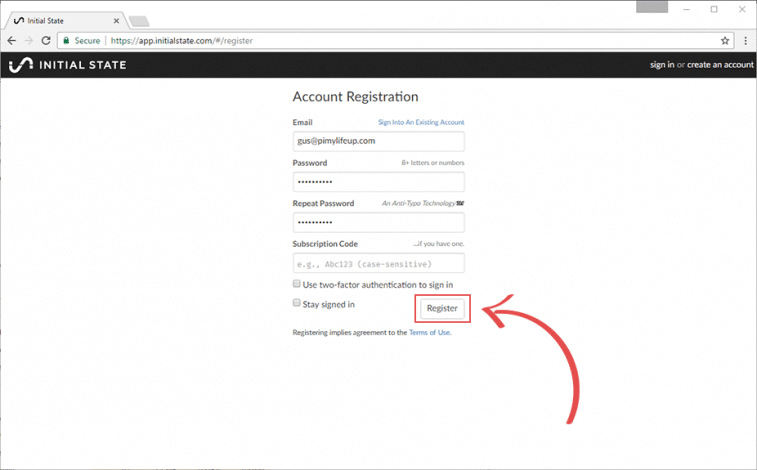 Initial State
Secure https://app.initialstate.com/#/register
INITIAL STATE
sign in or create an account
Account Registration
Email Sign Into An Existing Account
gus@pimylifeup.com
Password 8+ letters or numbers
••••••••••
Repeat Password An Anti-Typo Technology™
••••••••••
Subscription Code ...if you have one.
e.g., Abc123 (case-sensitive)
Use two-factor authentication to sign in
Stay signed in Register
Registering implies agreement to the Terms of Use.